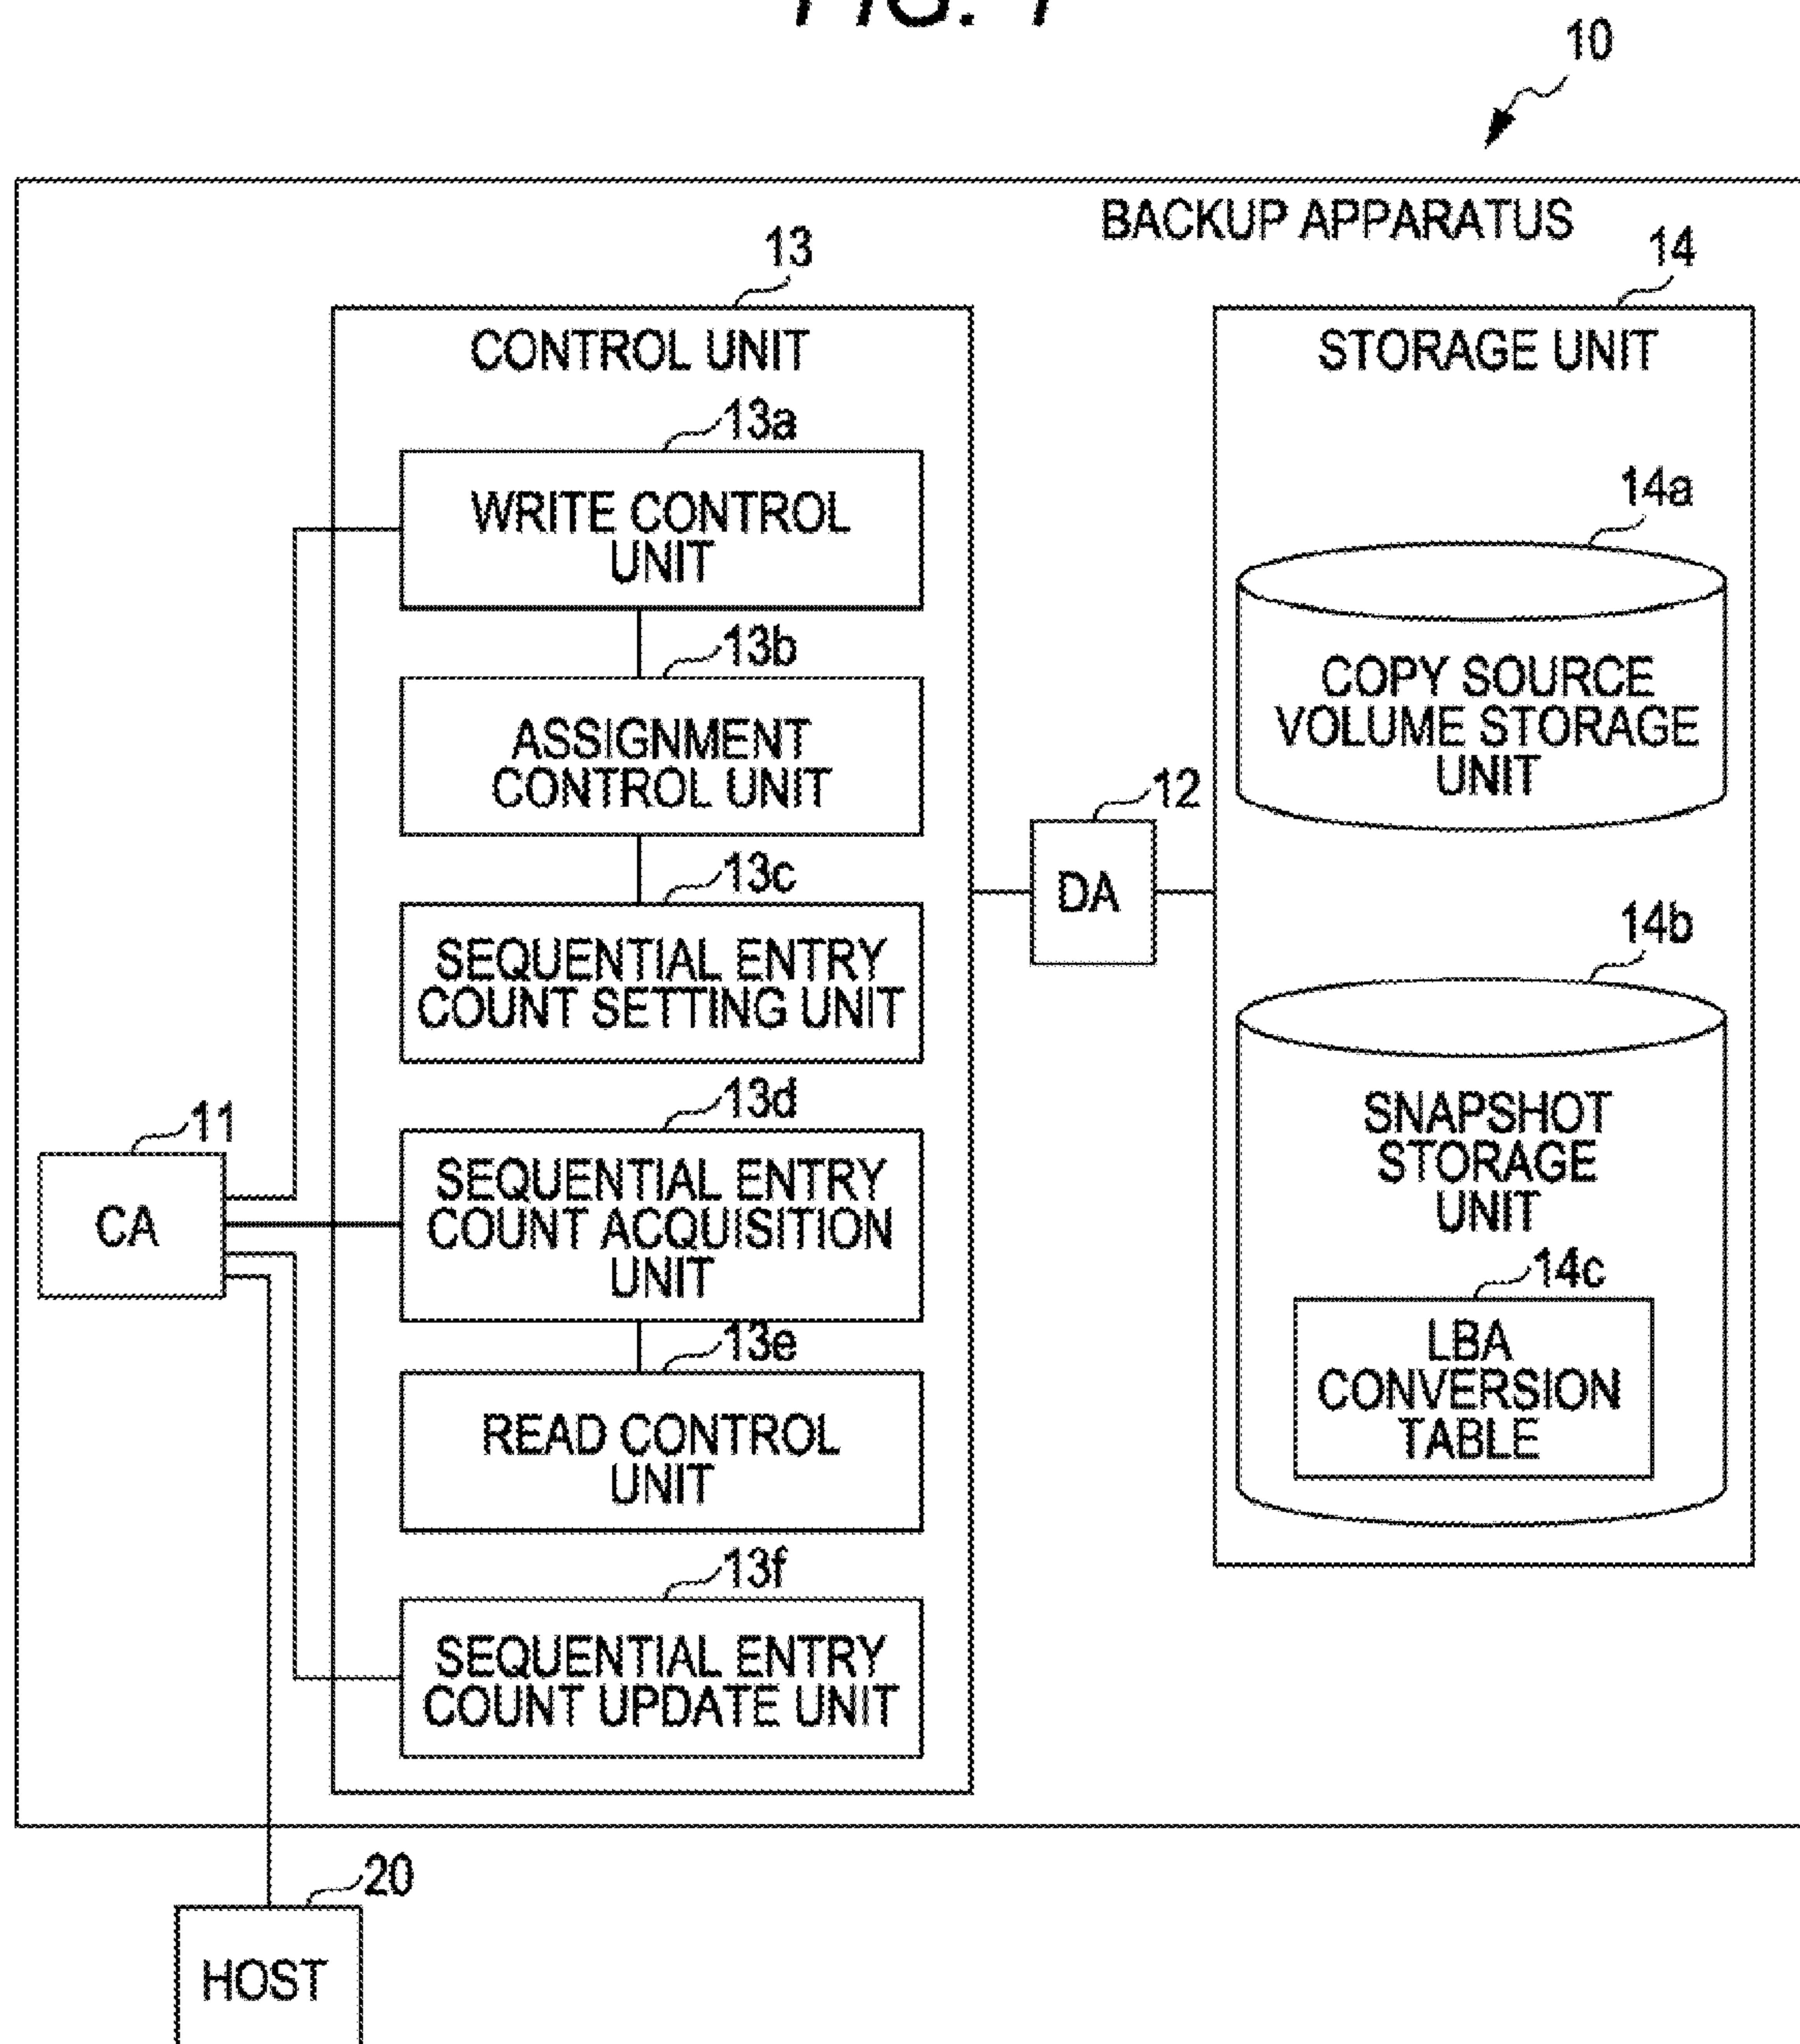 FIG. 1
10
BACKUP APPARATUS
13
14
CONTROL UNIT
STORAGE UNIT
13a
WRITE CONTROL
UNIT
13b
ASSIGNMENT
CONTROL UNIT
13c
SEQUENTIAL ENTRY
COUNT SETTING UNIT
13d
SEQUENTIAL ENTRY
COUNT ACQUISITION
UNIT
13e
READ CONTROL
UNIT
13f
SEQUENTIAL ENTRY
COUNT UPDATE UNIT
11
CA
12
DA
14a
COPY SOURCE
VOLUME STORAGE
UNIT
14b
SNAPSHOT
STORAGE
UNIT
14c
LBA
CONVERSION
TABLE
20
HOST